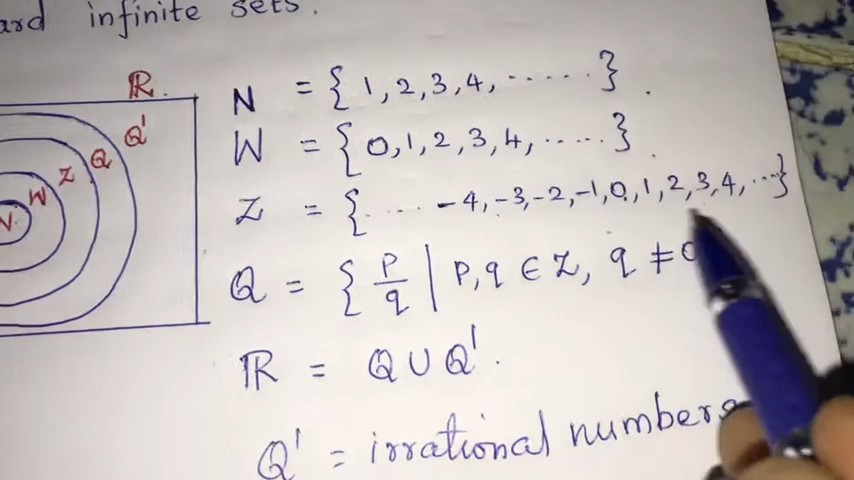 infinite sets.
R.
Q'
Q
Z
W
N
N = {1, 2, 3, 4, ......}.
W = {0, 1, 2, 3, 4, .....}.
Z = {..... -4, -3, -2, -1, 0, 1, 2, 3, 4, ...}
Q = { p/q | p, q ∈ Z, q ≠ 0
R = Q ∪ Q'.
Q' = irrational numbers